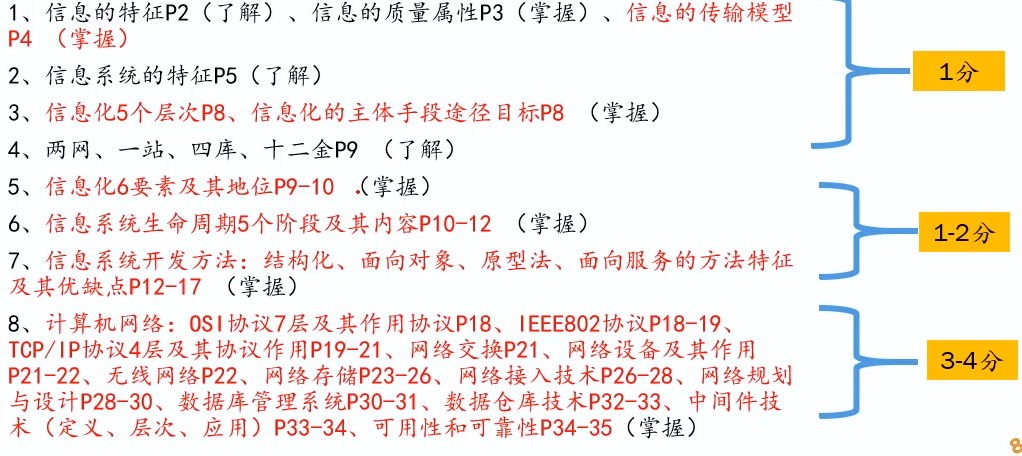 1、信息的特征P2（了解）、信息的质量属性P3（掌握）、信息的传输模型
P4 （掌握）
2、信息系统的特征P5（了解）
3、信息化5个层次P8、信息化的主体手段途径目标P8 （掌握）
4、两网、一站、四库、十二金P9 （了解）
1分
5、信息化6要素及其地位P9-10 （掌握）
6、信息系统生命周期5个阶段及其内容P10-12 （掌握）
7、信息系统开发方法：结构化、面向对象、原型法、面向服务的方法特征
及其优缺点P12-17 （掌握）
1-2分
8、计算机网络：OSI协议7层及其作用协议P18、IEEE802协议P18-19、
TCP/IP协议4层及其协议作用P19-21、网络交换P21、网络设备及其作用
P21-22、无线网络P22、网络存储P23-26、网络接入技术P26-28、网络规划
与设计P28-30、数据库管理系统P30-31、数据仓库技术P32-33、中间件技
术（定义、层次、应用）P33-34、可用性和可靠性P34-35（掌握）
3-4分
8